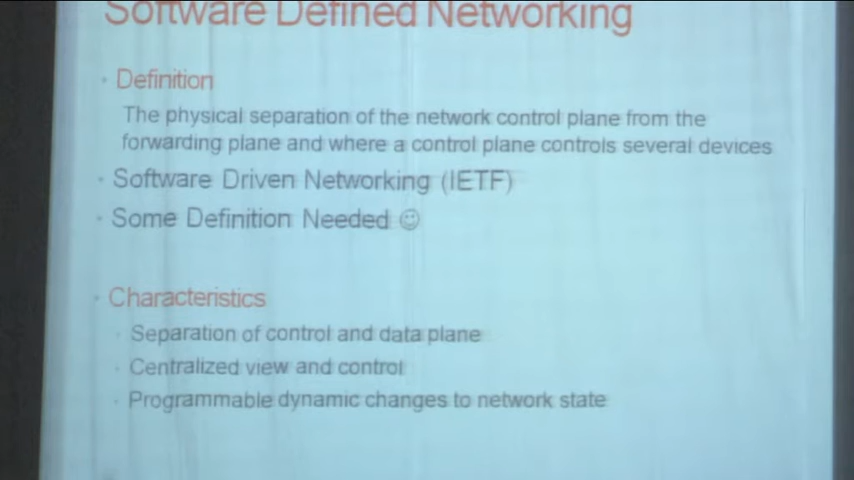 Software Defined Networking
Definition
The physical separation of the network control plane from the
forwarding plane and where a control plane controls several devices
Software Driven Networking (IETF)
Some Definition Needed ☺
Characteristics
Separation of control and data plane
Centralized view and control
Programmable dynamic changes to network state